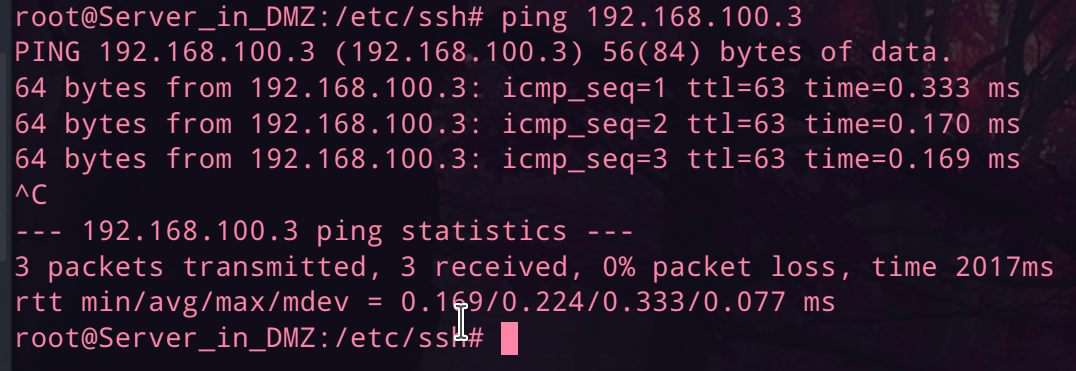 root@Server_in_DMZ:/etc/ssh# ping 192.168.100.3
PING 192.168.100.3 (192.168.100.3) 56(84) bytes of data.
64 bytes from 192.168.100.3: icmp_seq=1 ttl=63 time=0.333 ms
64 bytes from 192.168.100.3: icmp_seq=2 ttl=63 time=0.170 ms
64 bytes from 192.168.100.3: icmp_seq=3 ttl=63 time=0.169 ms
^C
--- 192.168.100.3 ping statistics ---
3 packets transmitted, 3 received, 0% packet loss, time 2017ms
rtt min/avg/max/mdev = 0.169/0.224/0.333/0.077 ms
root@Server_in_DMZ:/etc/ssh#